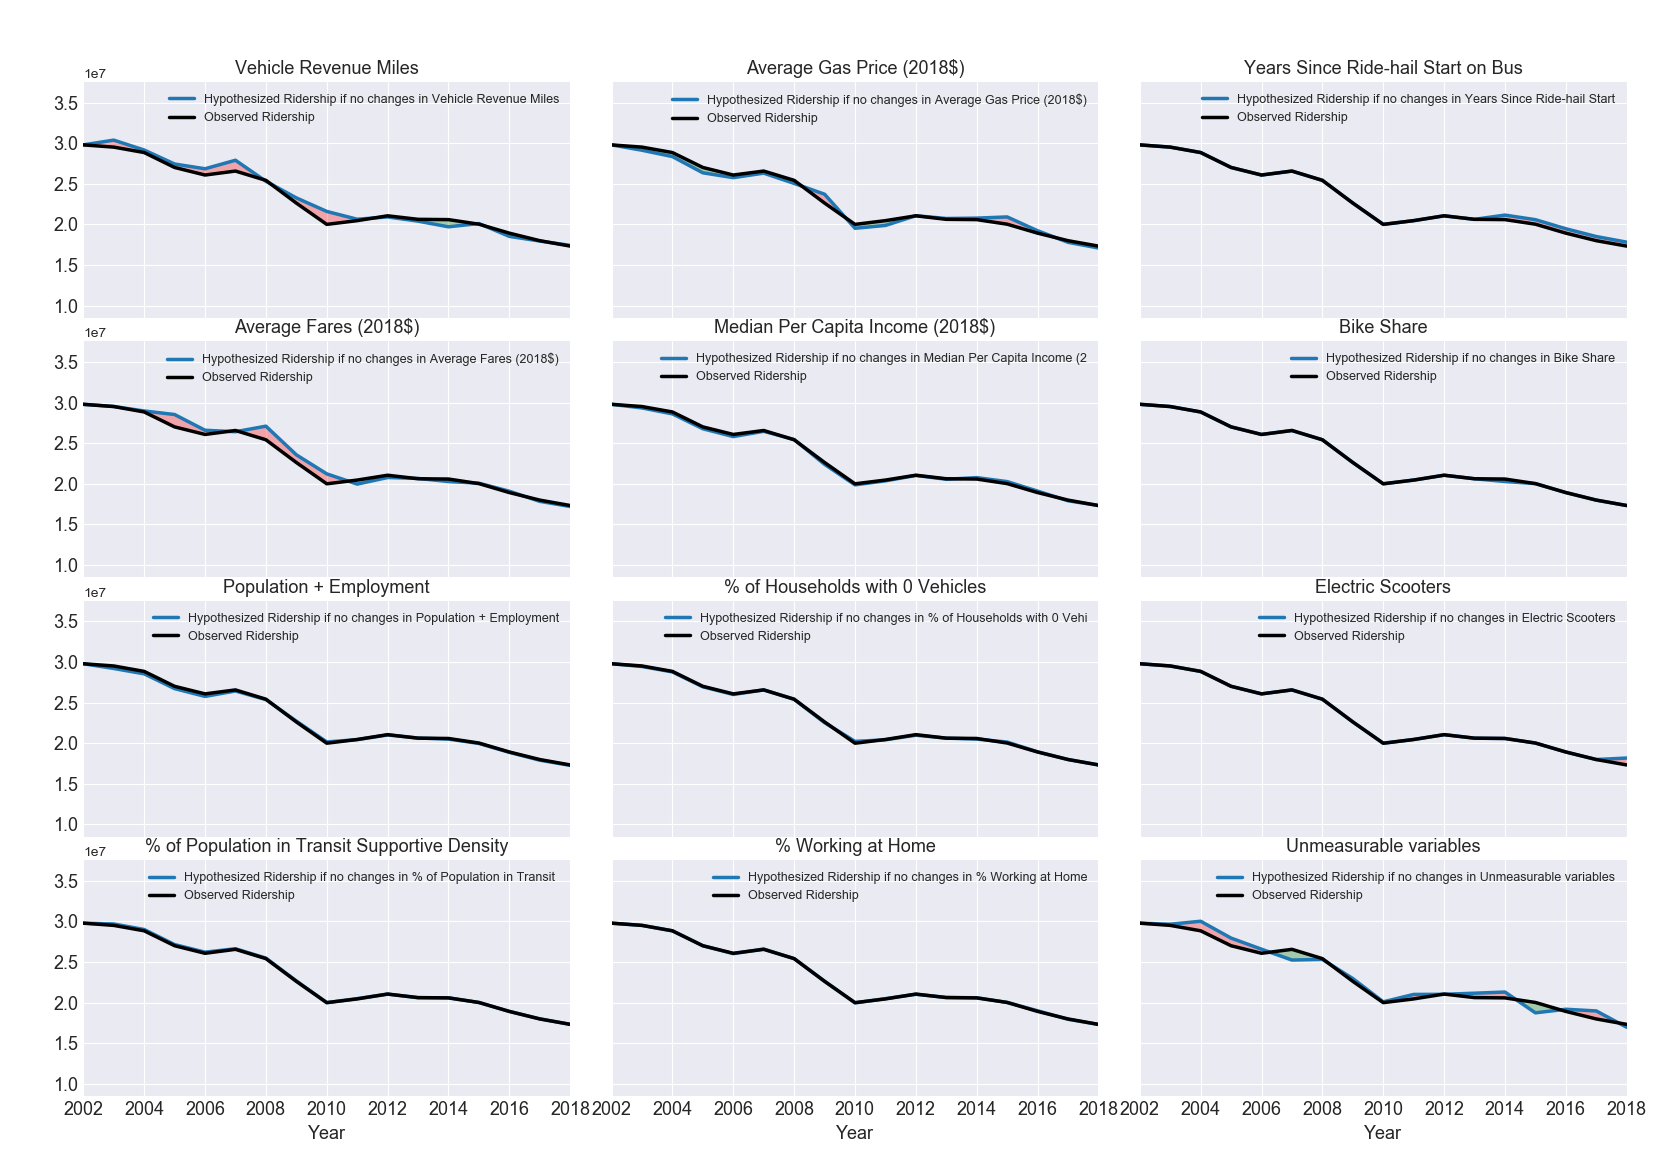 Vehicle Revenue Miles
Average Gas Price (2018$)
Years Since Ride-hail Start on Bus
1e7
Hypothesized Ridership if no changes in Vehicle Revenue Miles
Observed Ridership
Hypothesized Ridership if no changes in Average Gas Price (2018$)
Observed Ridership
Hypothesized Ridership if no changes in Years Since Ride-hail Start
Observed Ridership
3.5
3.0
2.5
2.0
1.5
1.0
Average Fares (2018$)
Median Per Capita Income (2018$)
Bike Share
1e7
Hypothesized Ridership if no changes in Average Fares (2018$)
Observed Ridership
Hypothesized Ridership if no changes in Median Per Capita Income (2
Observed Ridership
Hypothesized Ridership if no changes in Bike Share
Observed Ridership
3.5
3.0
2.5
2.0
1.5
1.0
Population + Employment
% of Households with 0 Vehicles
Electric Scooters
1e7
Hypothesized Ridership if no changes in Population + Employment
Observed Ridership
Hypothesized Ridership if no changes in % of Households with 0 Vehi
Observed Ridership
Hypothesized Ridership if no changes in Electric Scooters
Observed Ridership
3.5
3.0
2.5
2.0
1.5
1.0
% of Population in Transit Supportive Density
% Working at Home
Unmeasurable variables
1e7
Hypothesized Ridership if no changes in % of Population in Transit
Observed Ridership
Hypothesized Ridership if no changes in % Working at Home
Observed Ridership
Hypothesized Ridership if no changes in Unmeasurable variables
Observed Ridership
3.5
3.0
2.5
2.0
1.5
1.0
2002 2004 2006 2008 2010 2012 2014 2016 2018
2002 2004 2006 2008 2010 2012 2014 2016 2018
2002 2004 2006 2008 2010 2012 2014 2016 2018
Year
Year
Year